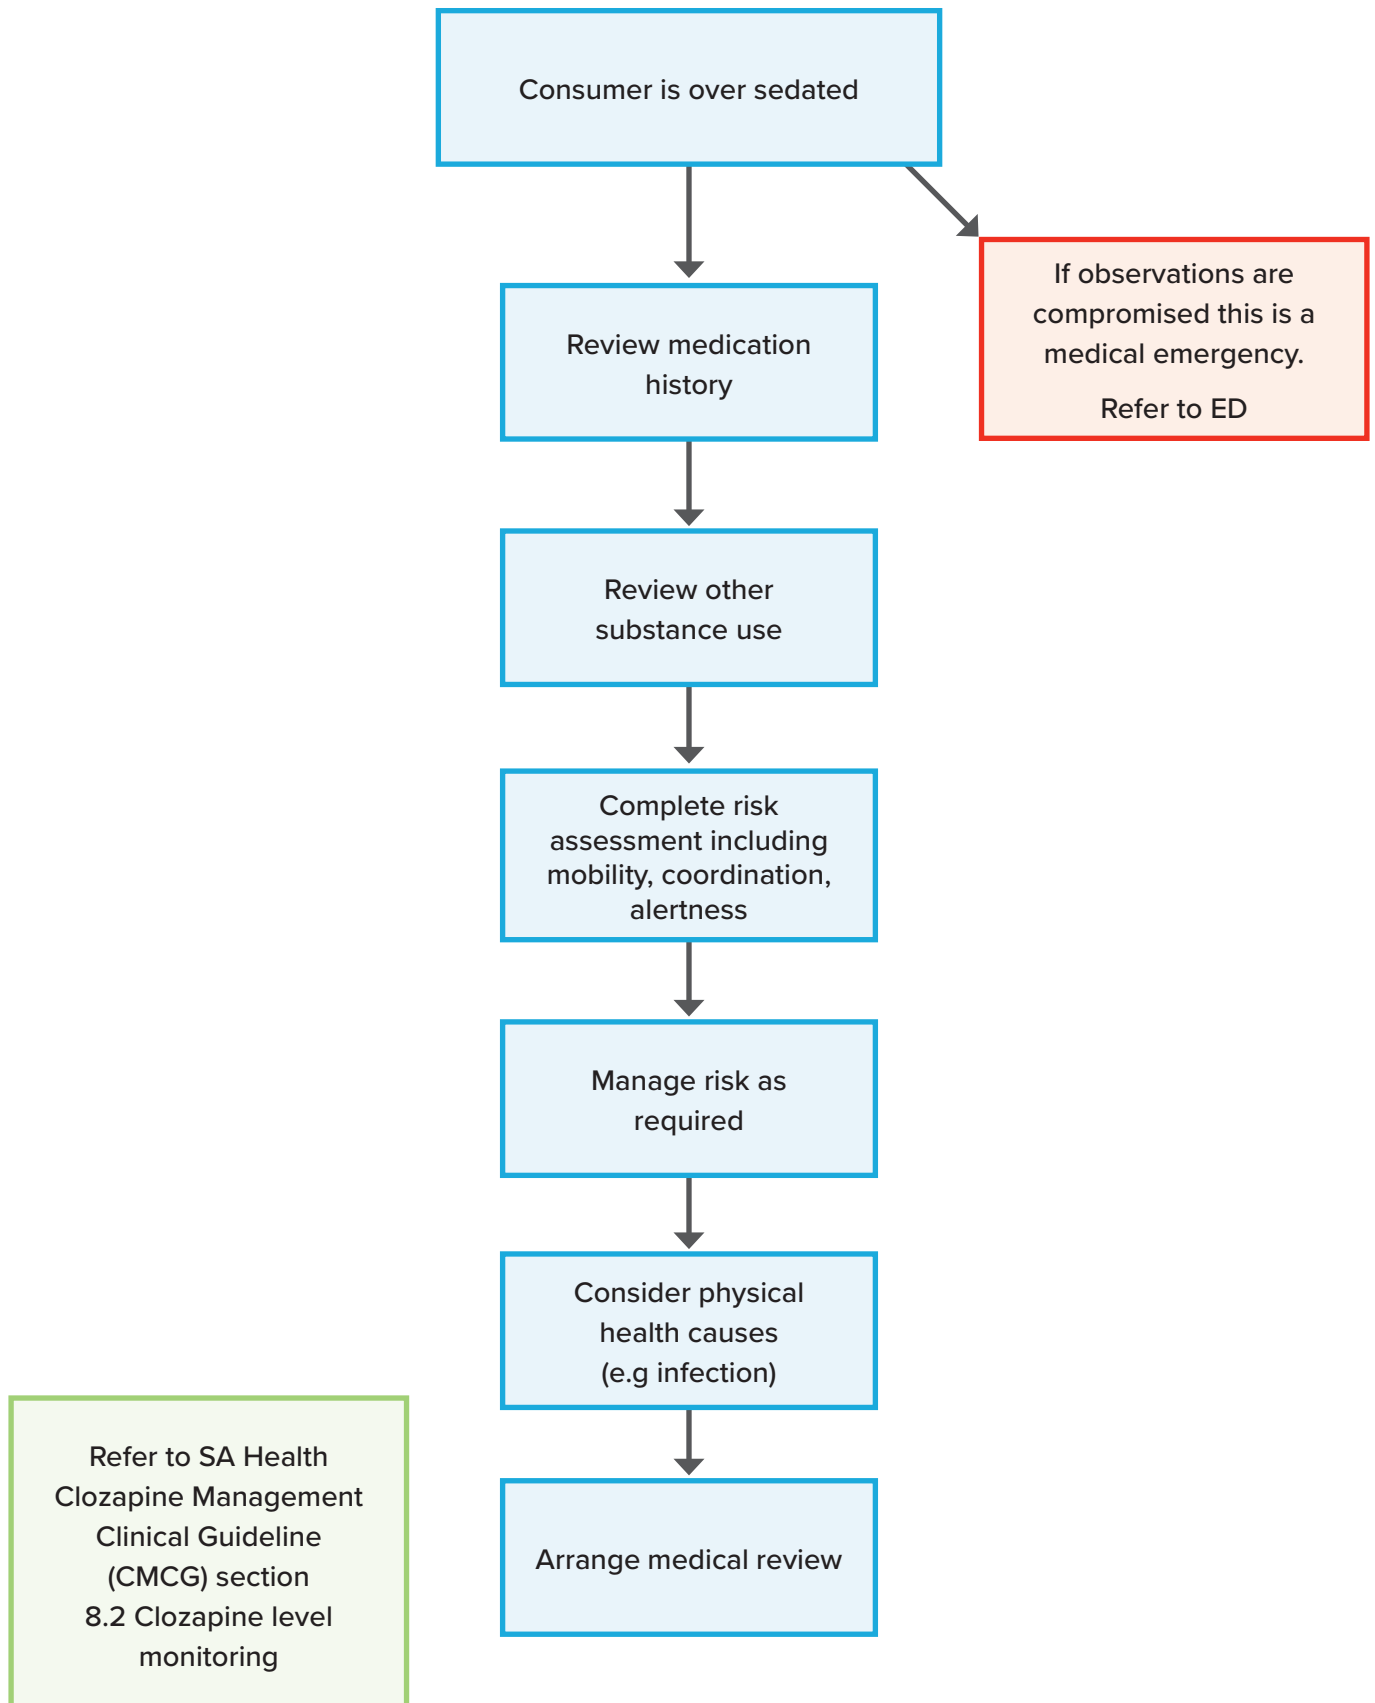 Consumer is over sedated
If observations are
compromised this is a
medical emergency.
Refer to ED
Review medication
history
Review other
substance use
Complete risk
assessment including
mobility, coordination,
alertness
Manage risk as
required
Consider physical
health causes
(e.g infection)
Arrange medical review
Refer to SA Health
Clozapine Management
Clinical Guideline
(CMCG) section
8.2 Clozapine level
monitoring